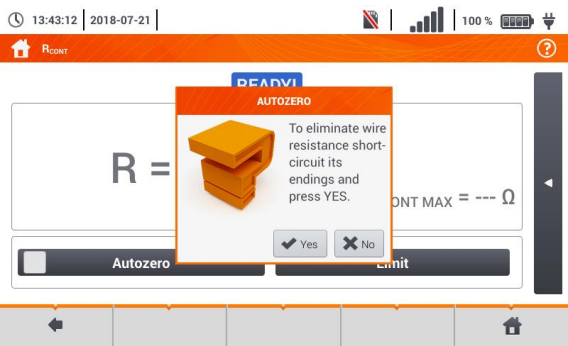 13:43:12 2018-07-21 100 %
RCONT
READY!
AUTOZERO
To eliminate wire
resistance short-
circuit its
endings and
press YES.
R =
CONT MAX = --- Ω
Yes No
Autozero Limit